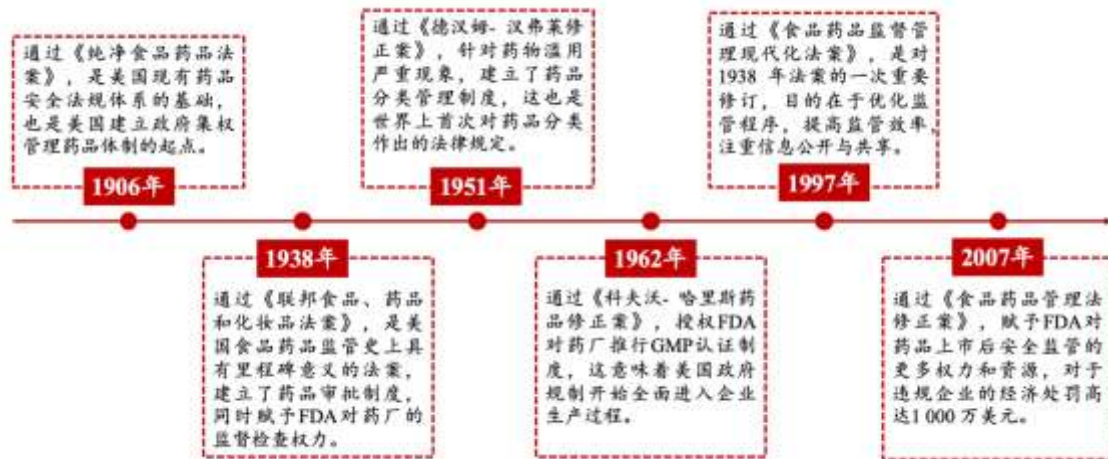 通过《纯净食品药品法
案》，是美国现有药品
安全法规体系的基础，
也是美国建立政府集权
管理药品体制的起点。
1906年
1938年
通过《联邦食品、药品
和化妆品法案》，是美
国食品药品监管史上具
有里程碑意义的法案，
建立了药品审批制度，
同时赋予FDA对药厂的
监督检查权力。
通过《德汉姆- 汉弗莱修
正案》，针对药物滥用
严重现象，建立了药品
分类管理制度，这也是
世界上首次对药品分类
作出的法律规定。
1951年
1962年
通过《科夫沃- 哈里斯药
品修正案》，授权FDA
对药厂推行GMP认证制
度，这意味着美国政府
规制开始全面进入企业
生产过程。
通过《食品药品监督管
理现代化法案》，是对
1938 年法案的一次重要
修订，目的在于优化监
管程序，提高监管效率，
注重信息公开与共享。
1997年
2007年
通过《食品药品管理法
修正案》，赋予FDA对
药品上市后安全监管的
更多权力和资源，对于
违规企业的经济处罚高
达1 000 万美元。